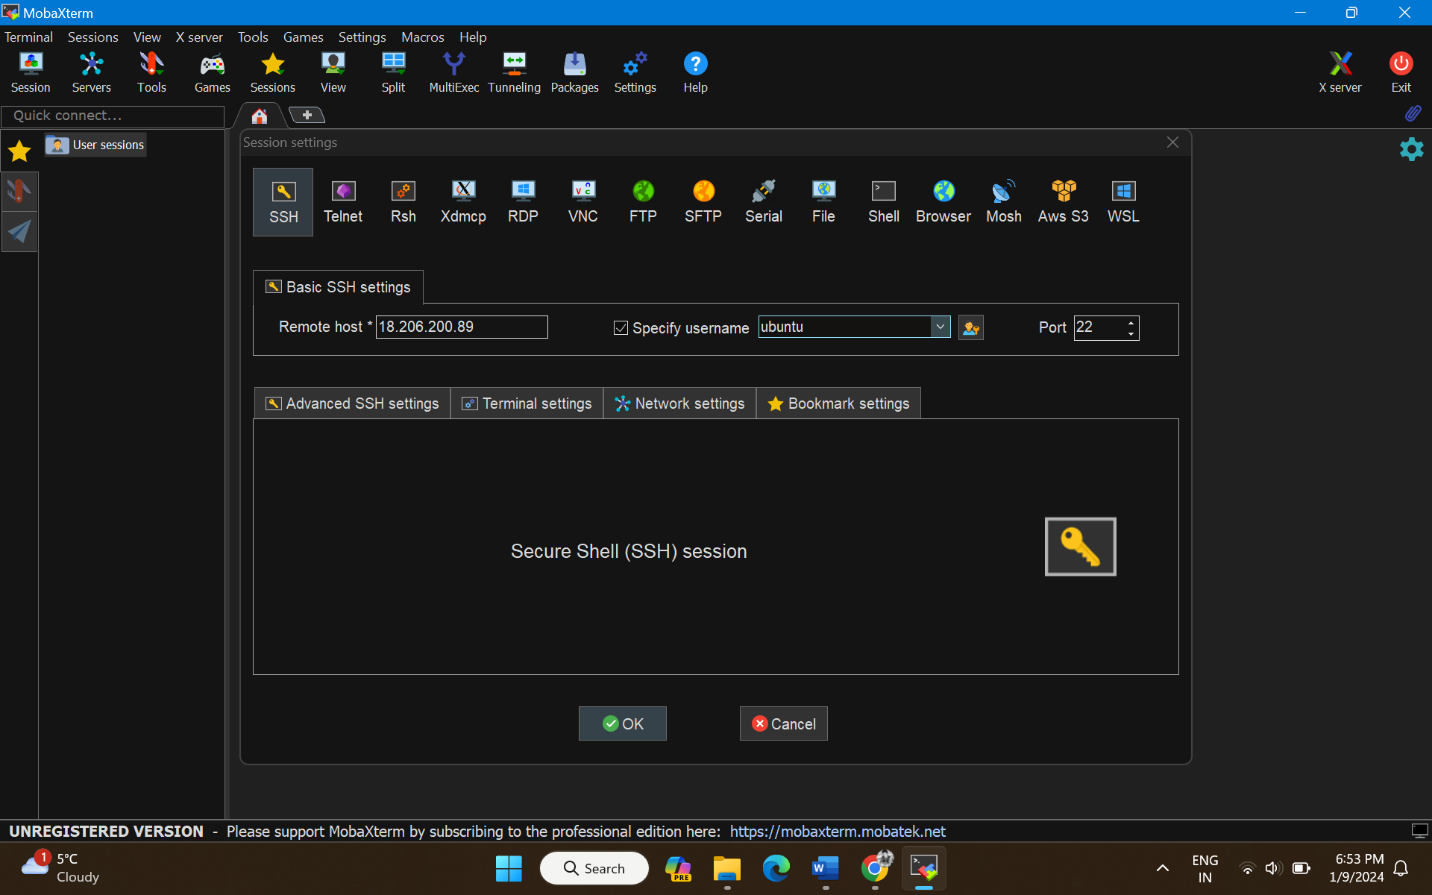 MobaXterm
Terminal Sessions View X server Tools Games Settings Macros Help
Session Servers Tools Games Sessions View Split MultiExec Tunneling Packages Settings Help X server Exit
Quick connect...
User sessions
Session settings
SSH Telnet Rsh Xdmcp RDP VNC FTP SFTP Serial File Shell Browser Mosh Aws S3 WSL
Basic SSH settings
Remote host * 18.206.200.89 Specify username ubuntu Port 22
Advanced SSH settings Terminal settings Network settings Bookmark settings
Secure Shell (SSH) session
OK Cancel
UNREGISTERED VERSION - Please support MobaXterm by subscribing to the professional edition here: https://mobaxterm.mobatek.net
1 5°C
Cloudy
Search
PRE
ENG
IN
6:53 PM
1/9/2024